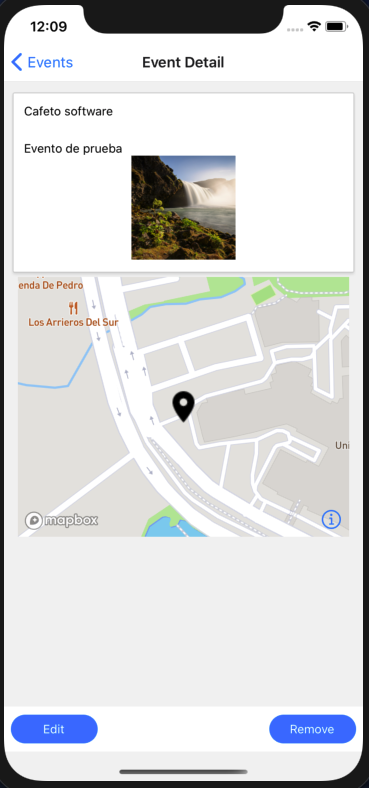 12:09
Events
Event Detail
Cafeto software
Evento de prueba
enda De Pedro
Los Arrieros Del Sur
Uni
mapbox
Edit
Remove